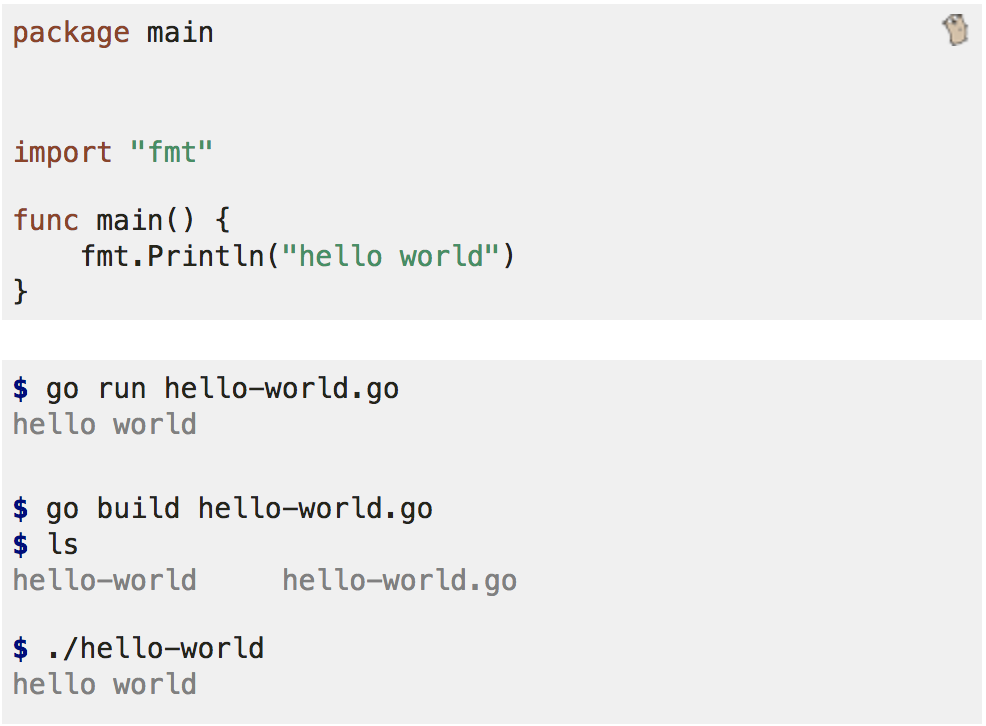 package main
import "fmt"
func main() {
    fmt.Println("hello world")
}
$ go run hello-world.go
hello world
$ go build hello-world.go
$ ls
hello-world     hello-world.go
$ ./hello-world
hello world